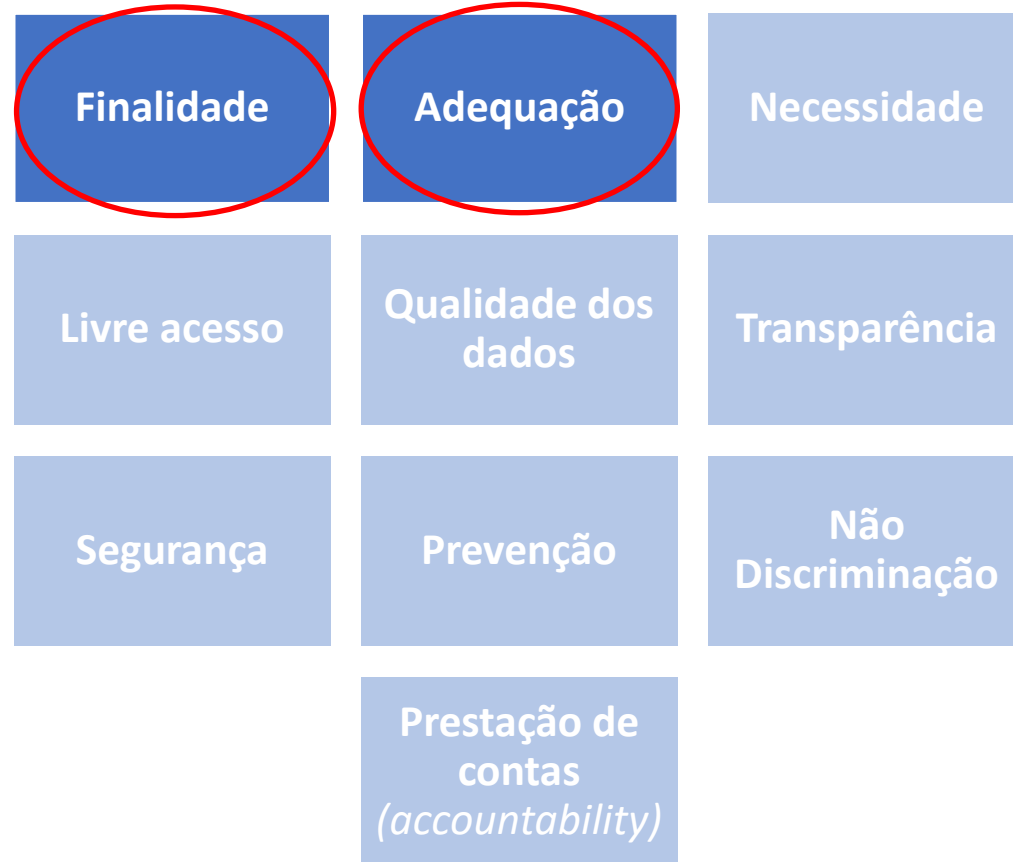 Finalidade
Adequação
Necessidade
Livre acesso
Qualidade dos
dados
Transparência
Segurança
Prevenção
Não
Discriminação
Prestação de
contas
(accountability)